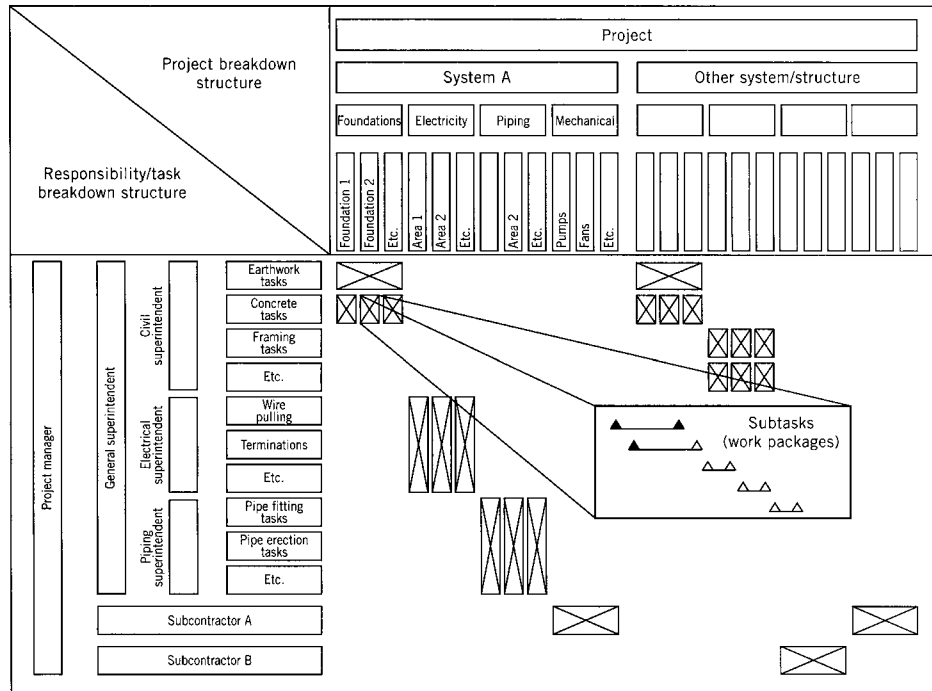 Project breakdown
structure
Responsibility/task
breakdown structure
Project
System A
Other system/structure
Foundations
Electricity
Piping
Mechanical
Foundation 1
Foundation 2
Etc.
Area 1
Area 2
Etc.
Area 2
Etc.
Pumps
Fans
Etc.
Project manager
General superintendent
Civil
superintendent
Earthwork
tasks
Concrete
tasks
Framing
tasks
Etc.
Electrical
superintendent
Wire
pulling
Terminations
Etc.
Piping
superintendent
Pipe fitting
tasks
Pipe erection
tasks
Etc.
Subcontractor A
Subcontractor B
Subtasks
(work packages)